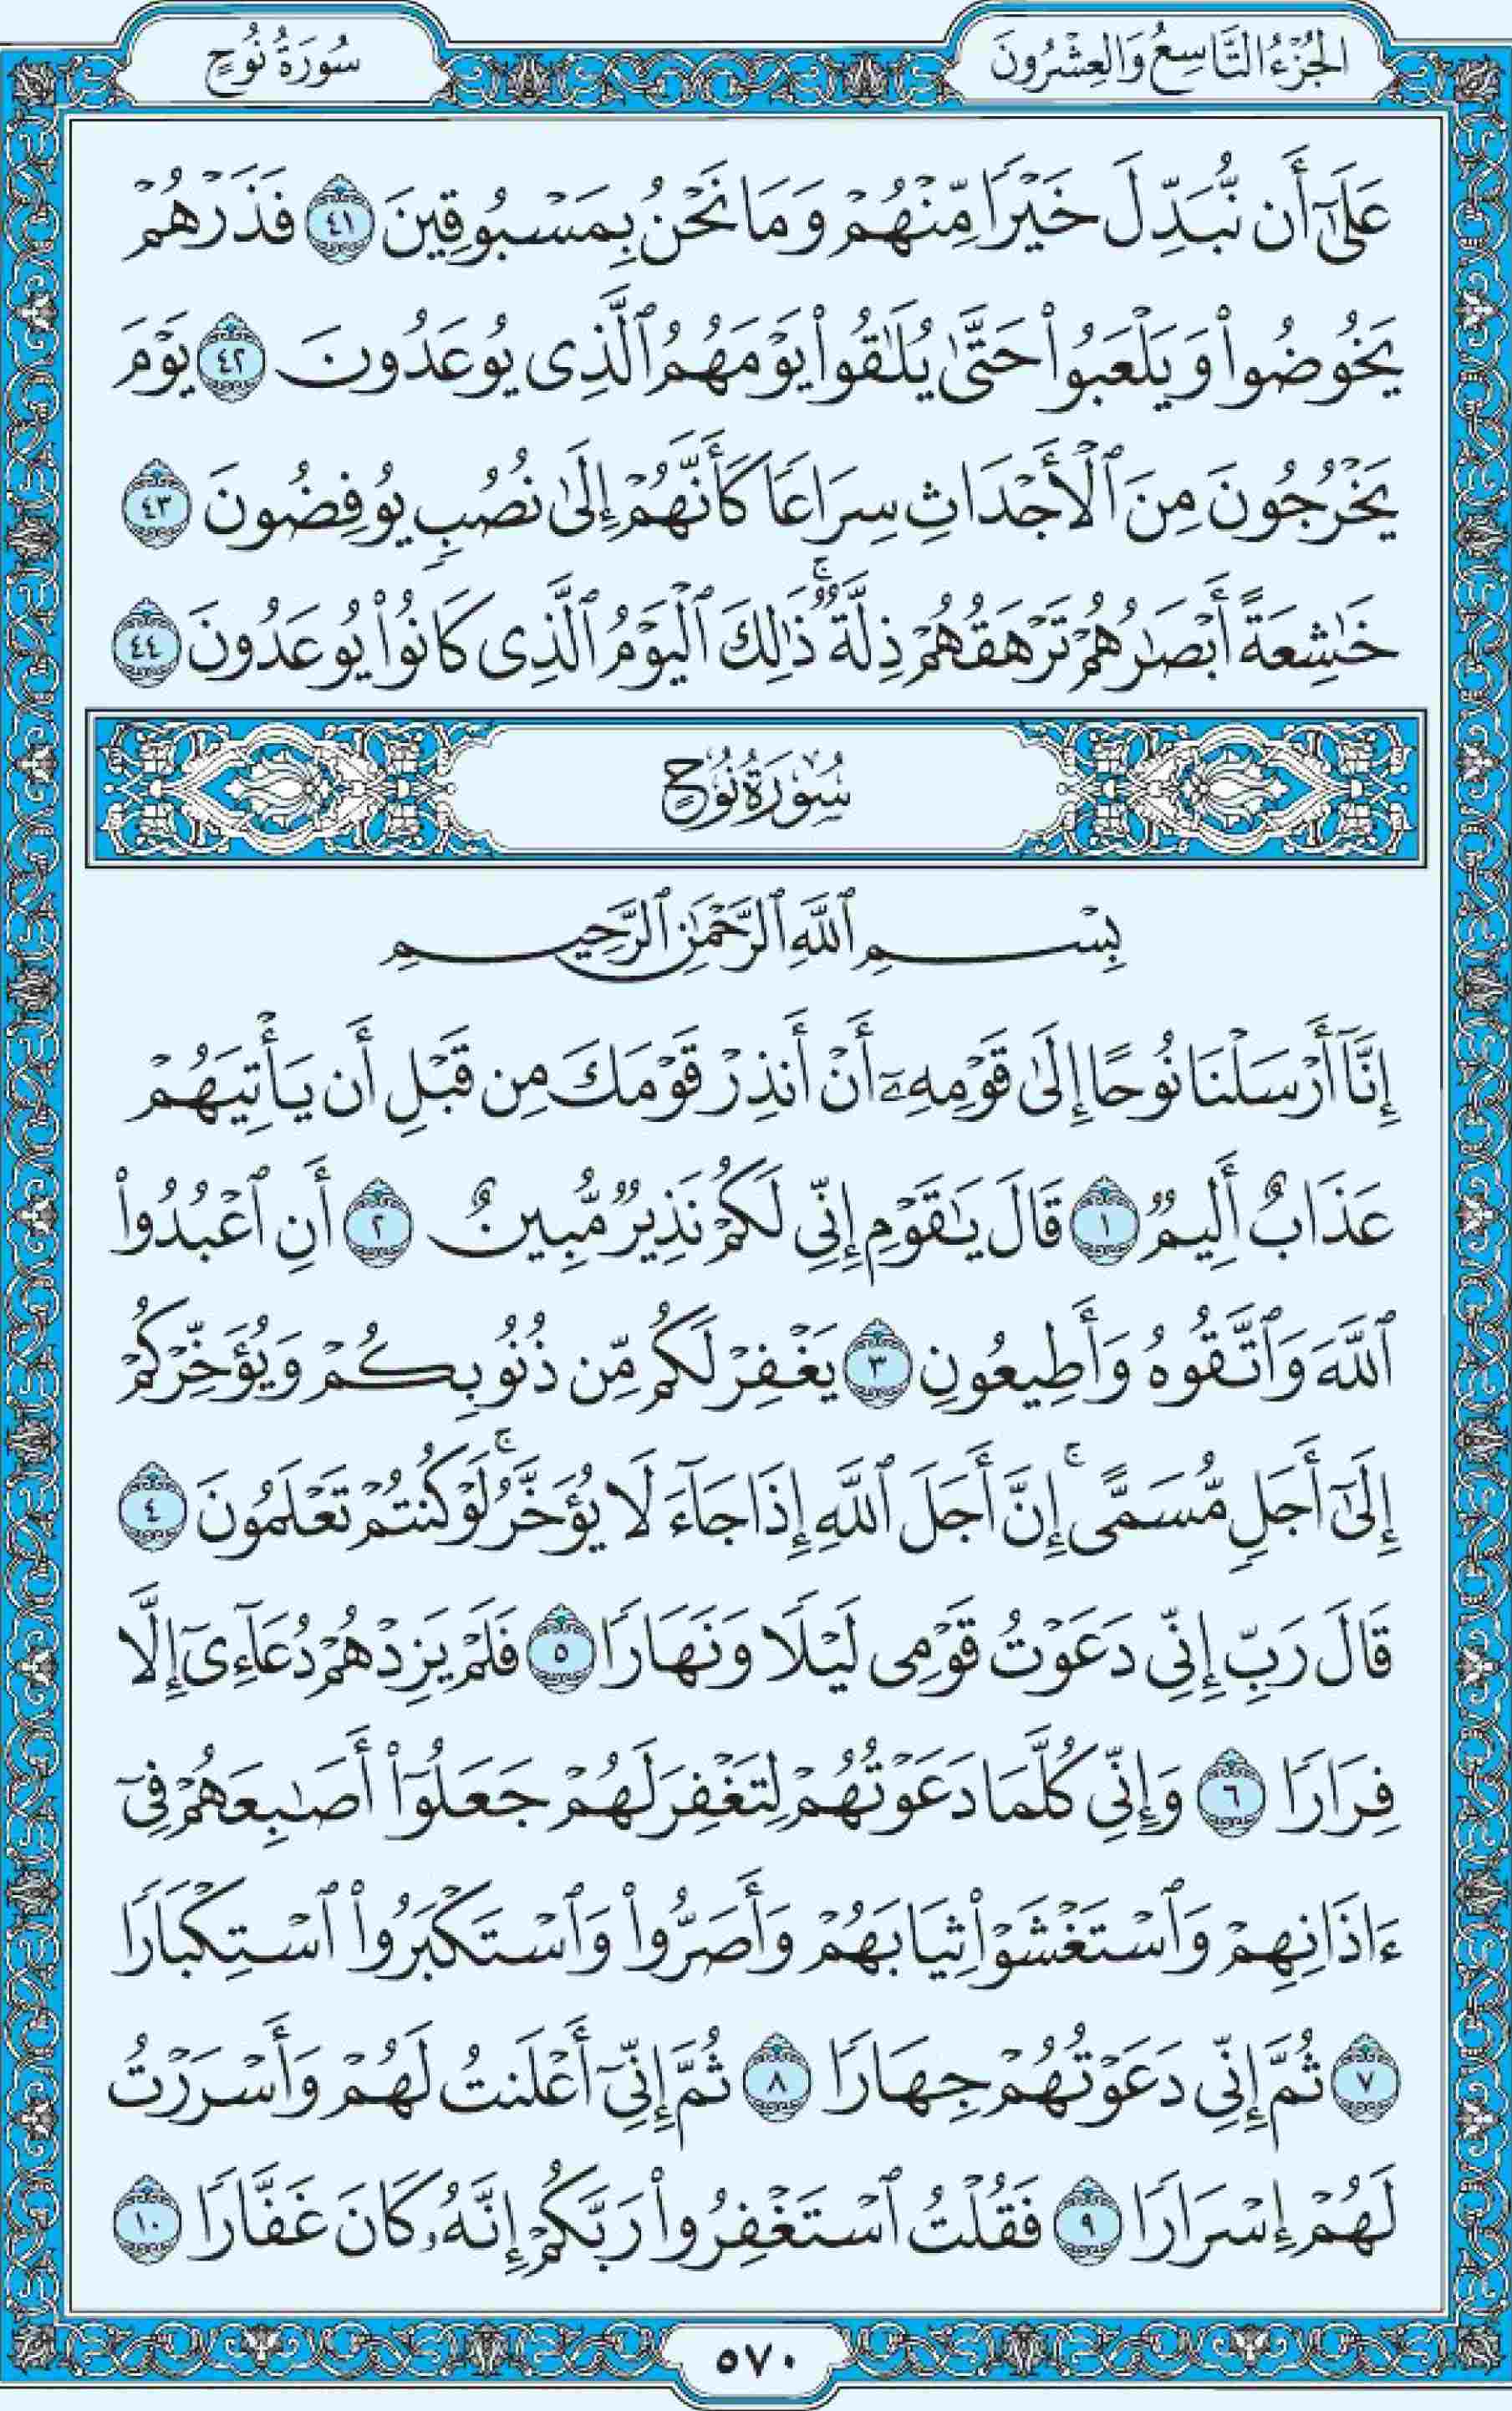 الجُزْءُ التَّاسِعُ وَالعِشْرُونَ
سُورَةُ نُوحٍ
عَلَىٰٓ أَن نُّبَدِّلَ خَيْرًا مِّنْهُمْ وَمَا نَحْنُ بِمَسْبُوقِينَ ٤١ فَذَرْهُمْ
يَخُوضُوا۟ وَيَلْعَبُوا۟ حَتَّىٰ يُلَـٰقُوا۟ يَوْمَهُمُ ٱلَّذِى يُوعَدُونَ ٤٢ يَوْمَ
يَخْرُجُونَ مِنَ ٱلْأَجْدَاثِ سِرَاعًا كَأَنَّهُمْ إِلَىٰ نُصُبٍ يُوفِضُونَ ٤٣
خَـٰشِعَةً أَبْصَـٰرُهُمْ تَرْهَقُهُمْ ذِلَّةٌ ۚ ذَٰلِكَ ٱلْيَوْمُ ٱلَّذِى كَانُوا۟ يُوعَدُونَ ٤٤
سُورَةُ نُوحٍ
بِسْمِ ٱللَّهِ ٱلرَّحْمَـٰنِ ٱلرَّحِيمِ
إِنَّآ أَرْسَلْنَا نُوحًا إِلَىٰ قَوْمِهِۦٓ أَنْ أَنذِرْ قَوْمَكَ مِن قَبْلِ أَن يَأْتِيَهُمْ
عَذَابٌ أَلِيمٌ ١ قَالَ يَـٰقَوْمِ إِنِّى لَكُمْ نَذِيرٌ مُّبِينٌ ٢ أَنِ ٱعْبُدُوا۟
ٱللَّهَ وَٱتَّقُوهُ وَأَطِيعُونِ ٣ يَغْفِرْ لَكُم مِّن ذُنُوبِكُمْ وَيُؤَخِّرْكُمْ
إِلَىٰٓ أَجَلٍ مُّسَمًّى ۚ إِنَّ أَجَلَ ٱللَّهِ إِذَا جَآءَ لَا يُؤَخَّرُ ۖ لَوْ كُنتُمْ تَعْلَمُونَ ٤
قَالَ رَبِّ إِنِّى دَعَوْتُ قَوْمِى لَيْلًا وَنَهَارًا ٥ فَلَمْ يَزِدْهُمْ دُعَآءِىٓ إِلَّا
فِرَارًا ٦ وَإِنِّى كُلَّمَا دَعَوْتُهُمْ لِتَغْفِرَ لَهُمْ جَعَلُوٓا۟ أَصَـٰبِعَهُمْ فِىٓ
ءَاذَانِهِمْ وَٱسْتَغْشَوْا۟ ثِيَابَهُمْ وَأَصَرُّوا۟ وَٱسْتَكْبَرُوا۟ ٱسْتِكْبَارًا
٧ ثُمَّ إِنِّى دَعَوْتُهُمْ جِهَارًا ٨ ثُمَّ إِنِّىٓ أَعْلَنتُ لَهُمْ وَأَسْرَرْتُ
لَهُمْ إِسْرَارًا ٩ فَقُلْتُ ٱسْتَغْفِرُوا۟ رَبَّكُمْ إِنَّهُۥ كَانَ غَفَّارًا ١٠
٥٧٠